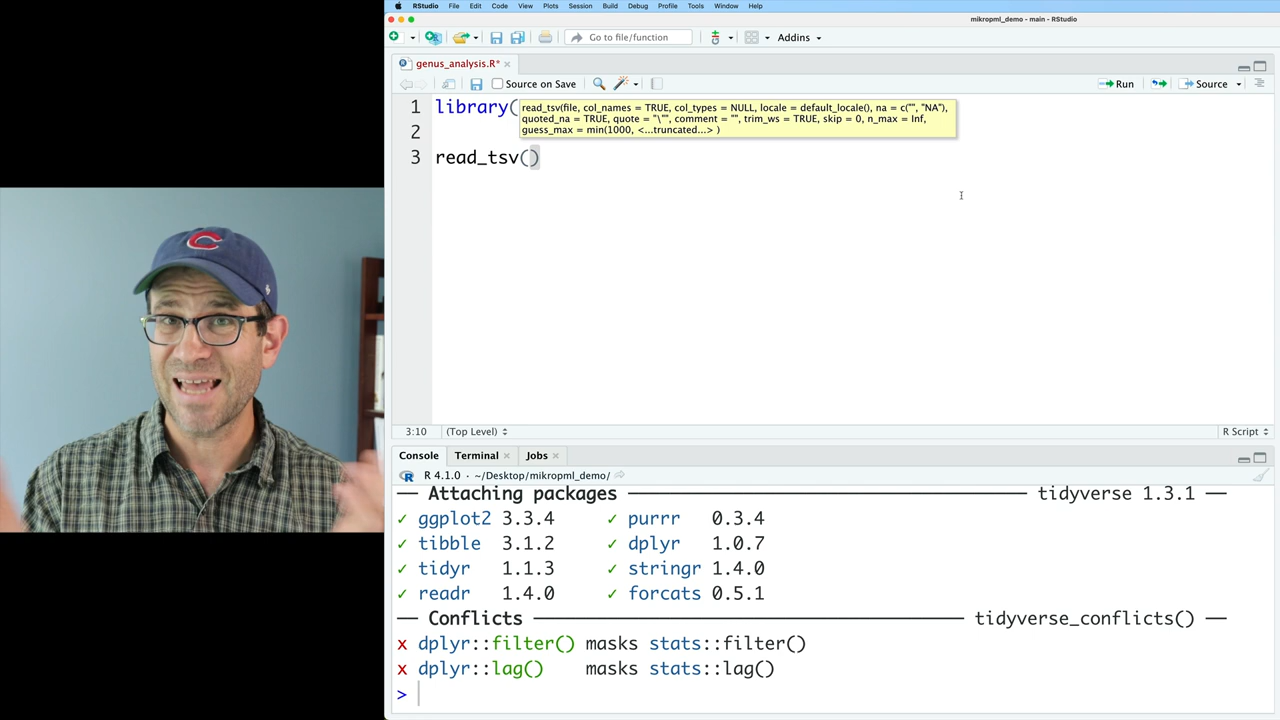 RStudio File Edit Code View Plots Session Build Debug Profile Tools Window Help
mikropml_demo - main - RStudio
Go to file/function Addins
genus_analysis.R*
Source on Save Run Source
1 library(
read_tsv(file, col_names = TRUE, col_types = NULL, locale = default_locale(), na = c("", "NA"),
quoted_na = TRUE, quote = "\"", comment = "", trim_ws = TRUE, skip = 0, n_max = Inf,
guess_max = min(1000, <...truncated...> )
2
3 read_tsv()
3:10 (Top Level) R Script
Console Terminal Jobs
R 4.1.0 · ~/Desktop/mikropml_demo/
── Attaching packages ── tidyverse 1.3.1 ──
✓ ggplot2 3.3.4 ✓ purrr 0.3.4
✓ tibble 3.1.2 ✓ dplyr 1.0.7
✓ tidyr 1.1.3 ✓ stringr 1.4.0
✓ readr 1.4.0 ✓ forcats 0.5.1
── Conflicts ── tidyverse_conflicts() ──
x dplyr::filter() masks stats::filter()
x dplyr::lag() masks stats::lag()
>